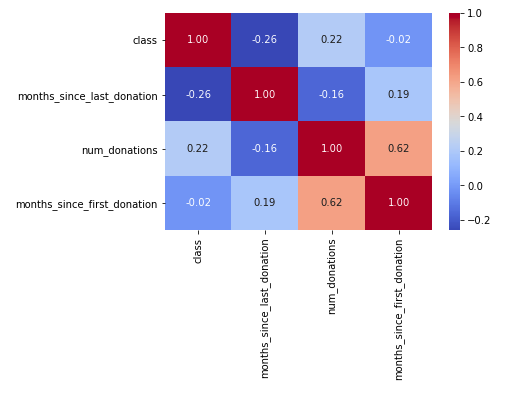 class 1.00 -0.26 0.22 -0.02
months_since_last_donation -0.26 1.00 -0.16 0.19
num_donations 0.22 -0.16 1.00 0.62
months_since_first_donation -0.02 0.19 0.62 1.00
class
months_since_last_donation
num_donations
months_since_first_donation
1.0
0.8
0.6
0.4
0.2
0.0
−0.2